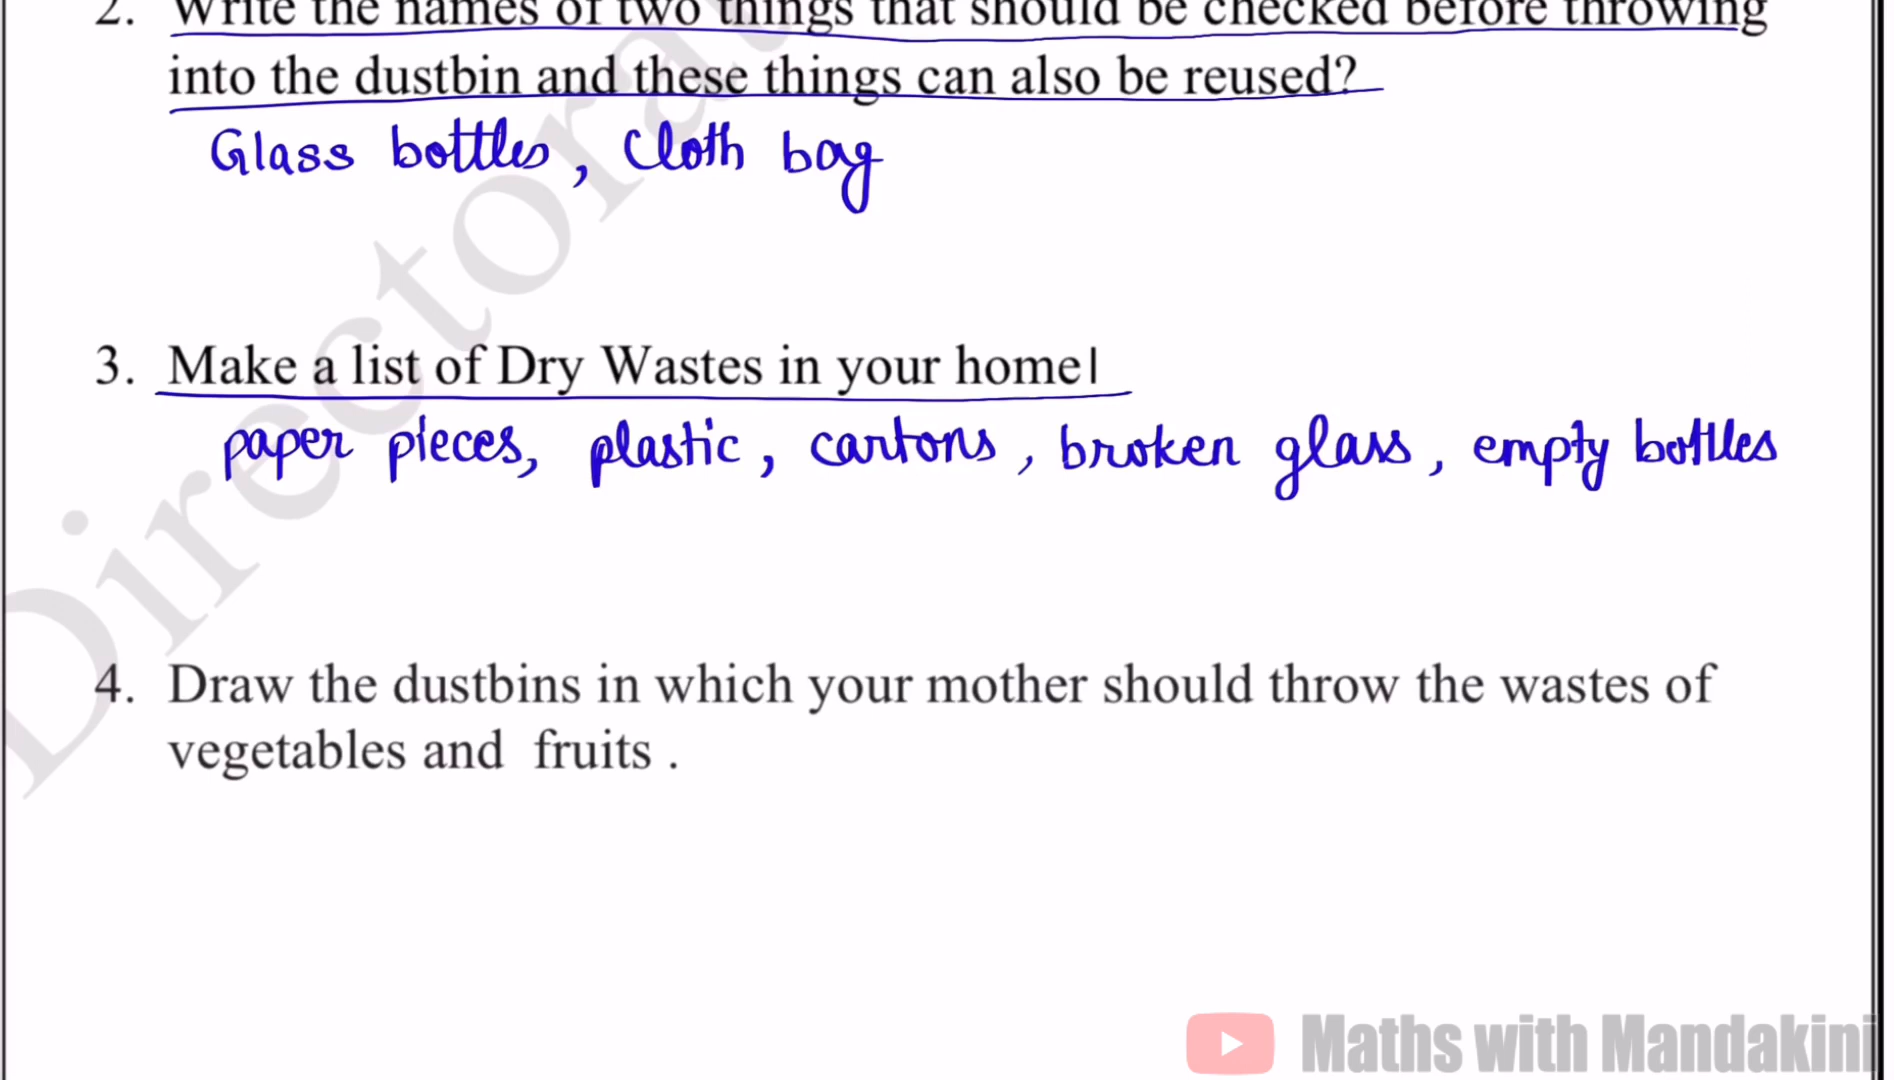 2. Write the names of two things that should be checked before throwing
into the dustbin and these things can also be reused?
Glass bottles, Cloth bag
3. Make a list of Dry Wastes in your home|
paper pieces, plastic, cartons, broken glass, empty bottles
4. Draw the dustbins in which your mother should throw the wastes of
vegetables and fruits .
Directorat
Maths with Mandakini